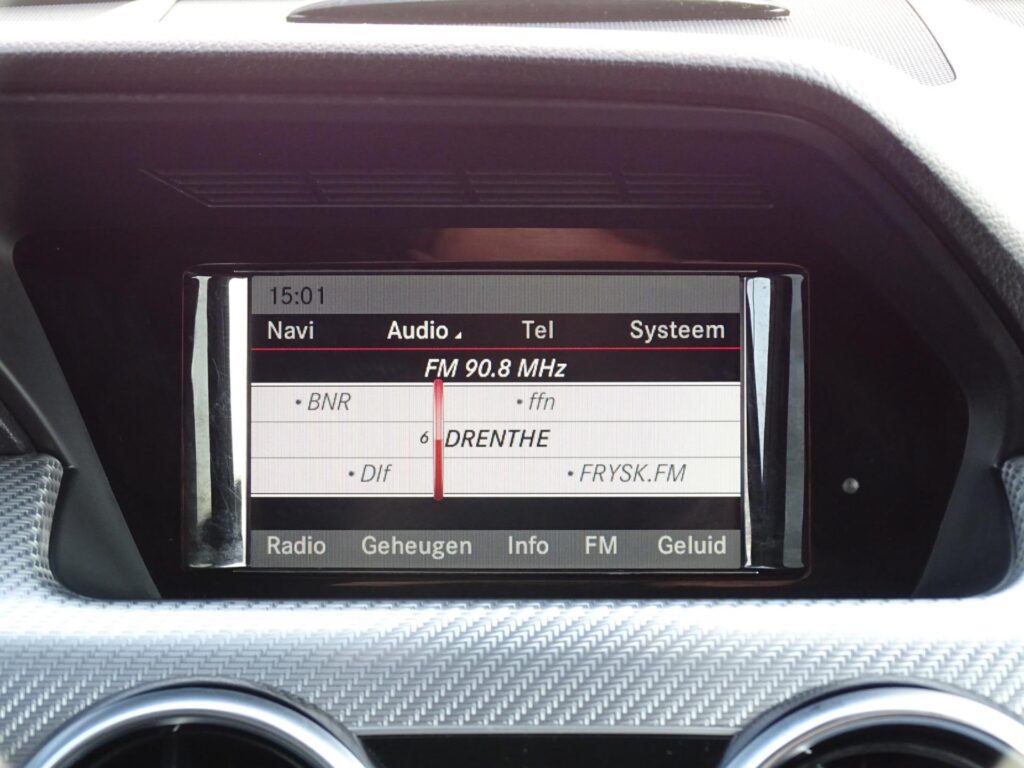 15:01
Navi Audio Tel Systeem
FM 90.8 MHz
• BNR • ffn
6 DRENTHE
• Dlf • FRYSK.FM
Radio Geheugen Info FM Geluid